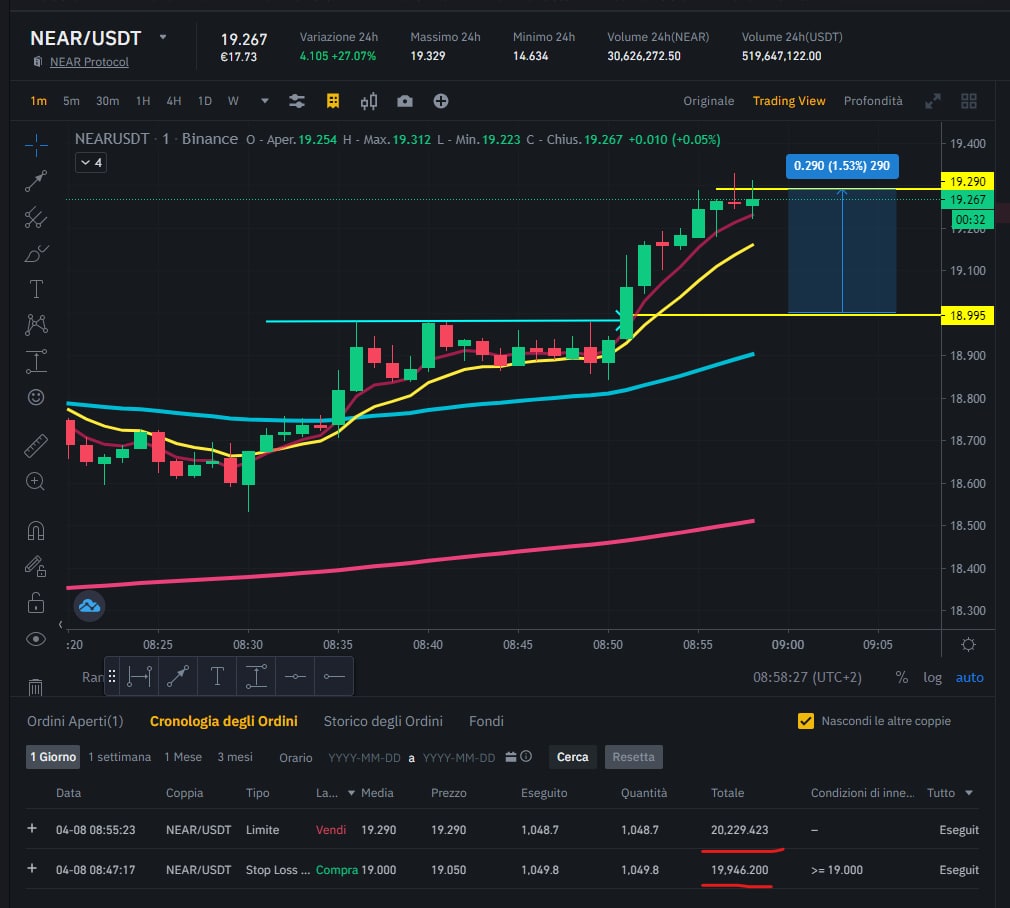 NEAR/USDT 19.267 Variazione 24h Massimo 24h Minimo 24h Volume 24h(NEAR) Volume 24h(USDT)
NEAR Protocol €17.73 4.105 +27.07% 19.329 14.634 30,626,272.50 519,647,122.00
1m 5m 30m 1H 4H 1D W Originale Trading View Profondità
NEARUSDT · 1 · Binance O - Aper.19.254 H - Max.19.312 L - Min.19.223 C - Chius.19.267 +0.010 (+0.05%)
4
0.290 (1.53%) 290
19.400
19.290
19.267
00:32
19.200
19.100
18.995
18.900
18.800
18.700
18.600
18.500
18.400
18.300
:20 08:25 08:30 08:35 08:40 08:45 08:50 08:55 09:00 09:05
Ran 08:58:27 (UTC+2) % log auto
Ordini Aperti(1) Cronologia degli Ordini Storico degli Ordini Fondi Nascondi le altre coppie
1 Giorno 1 settimana 1 Mese 3 mesi Orario YYYY-MM-DD a YYYY-MM-DD Cerca Resetta
Data Coppia Tipo La... Media Prezzo Eseguito Quantità Totale Condizioni di inne... Tutto
04-08 08:55:23 NEAR/USDT Limite Vendi 19.290 19.290 1,048.7 1,048.7 20,229.423 – Eseguit
04-08 08:47:17 NEAR/USDT Stop Loss ... Compra 19.000 19.050 1,049.8 1,049.8 19,946.200 >= 19.000 Eseguit